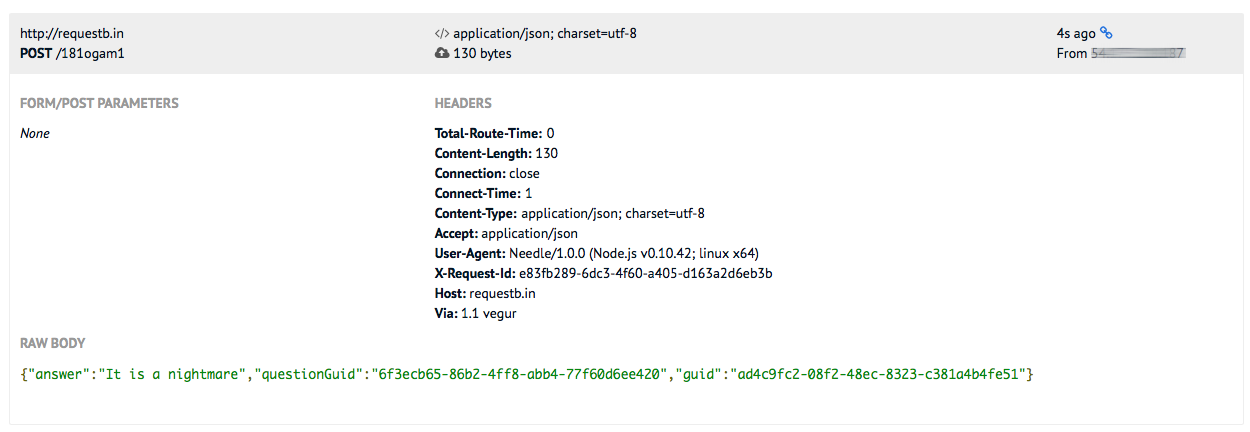 http://requestb.in
POST /181ogam1
</> application/json; charset=utf-8
130 bytes
4s ago
From 54 87
FORM/POST PARAMETERS
None
HEADERS
Total-Route-Time: 0
Content-Length: 130
Connection: close
Connect-Time: 1
Content-Type: application/json; charset=utf-8
Accept: application/json
User-Agent: Needle/1.0.0 (Node.js v0.10.42; linux x64)
X-Request-Id: e83fb289-6dc3-4f60-a405-d163a2d6eb3b
Host: requestb.in
Via: 1.1 vegur
RAW BODY
{"answer":"It is a nightmare","questionGuid":"6f3ecb65-86b2-4ff8-abb4-77f60d6ee420","guid":"ad4c9fc2-08f2-48ec-8323-c381a4b4fe51"}